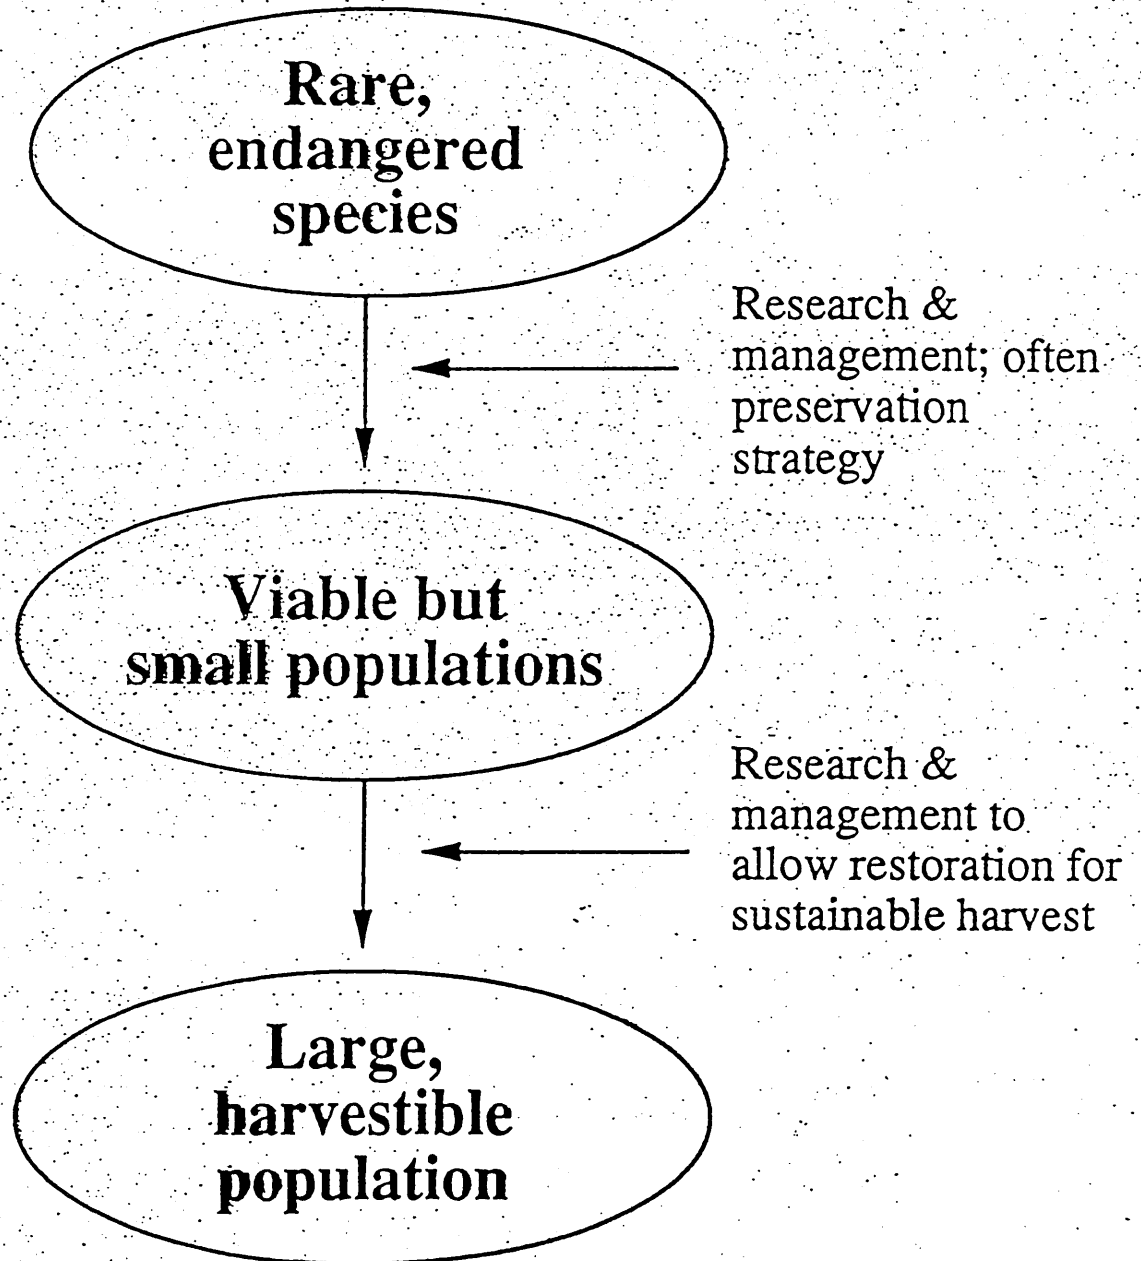 Rare,
endangered
species
Research &
management; often
preservation
strategy
Viable but
small populations
Research &
management to
allow restoration for
sustainable harvest
Large,
harvestible
population